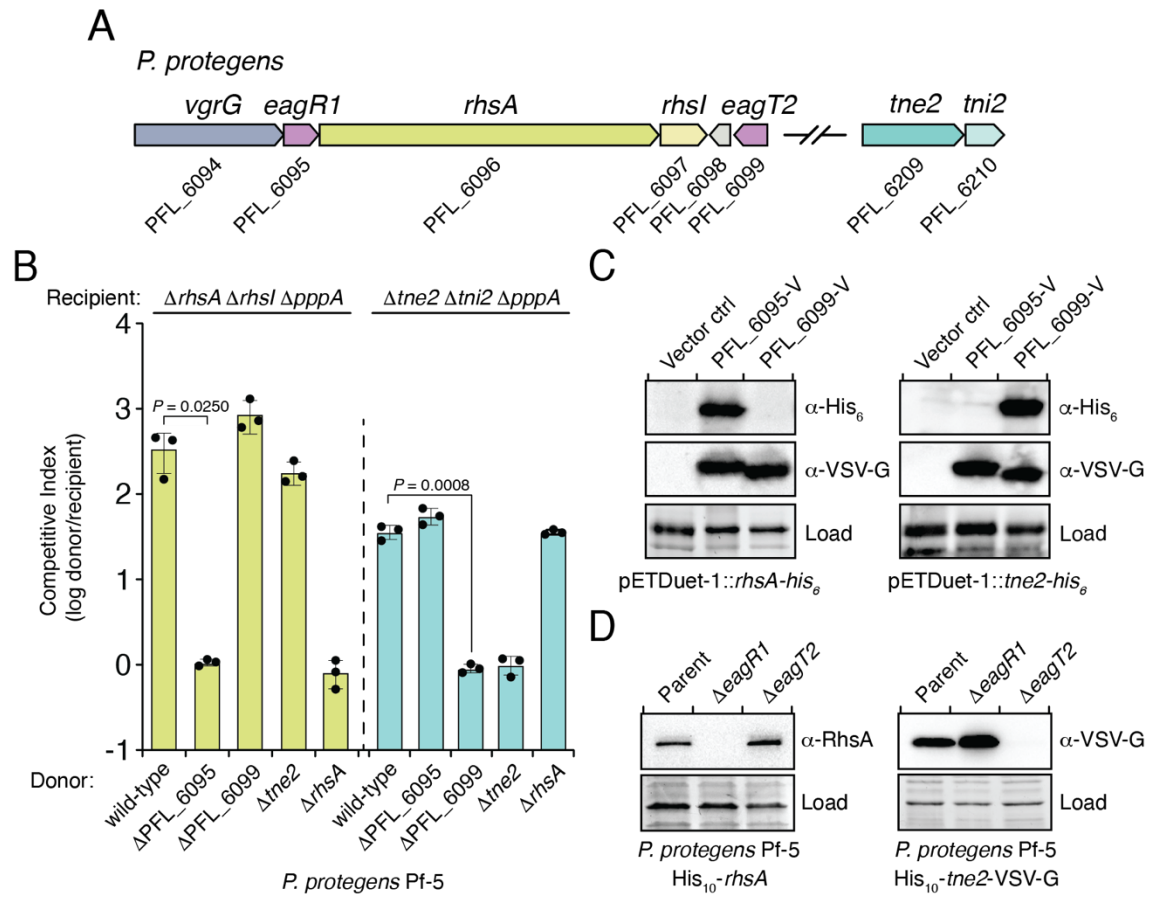 A
P. protegens
vgrG eagR1 rhsA rhsI eagT2 tne2 tni2
PFL_6094 PFL_6095 PFL_6096 PFL_6097 PFL_6098 PFL_6099 PFL_6209 PFL_6210
B
Recipient: ΔrhsA ΔrhsI ΔpppA Δtne2 Δtni2 ΔpppA
Competitive Index
(log donor/recipient)
4
3
2
1
0
-1
P = 0.0250
P = 0.0008
Donor: wild-type ΔPFL_6095 ΔPFL_6099 Δtne2 ΔrhsA wild-type ΔPFL_6095 ΔPFL_6099 Δtne2 ΔrhsA
P. protegens Pf-5
C
Vector ctrl PFL_6095-V PFL_6099-V
α-His₆
α-VSV-G
Load
pETDuet-1::rhsA-his₆
Vector ctrl PFL_6095-V PFL_6099-V
α-His₆
α-VSV-G
Load
pETDuet-1::tne2-his₆
D
Parent ΔeagR1 ΔeagT2
α-RhsA
Load
P. protegens Pf-5
His₁₀-rhsA
Parent ΔeagR1 ΔeagT2
α-VSV-G
Load
P. protegens Pf-5
His₁₀-tne2-VSV-G